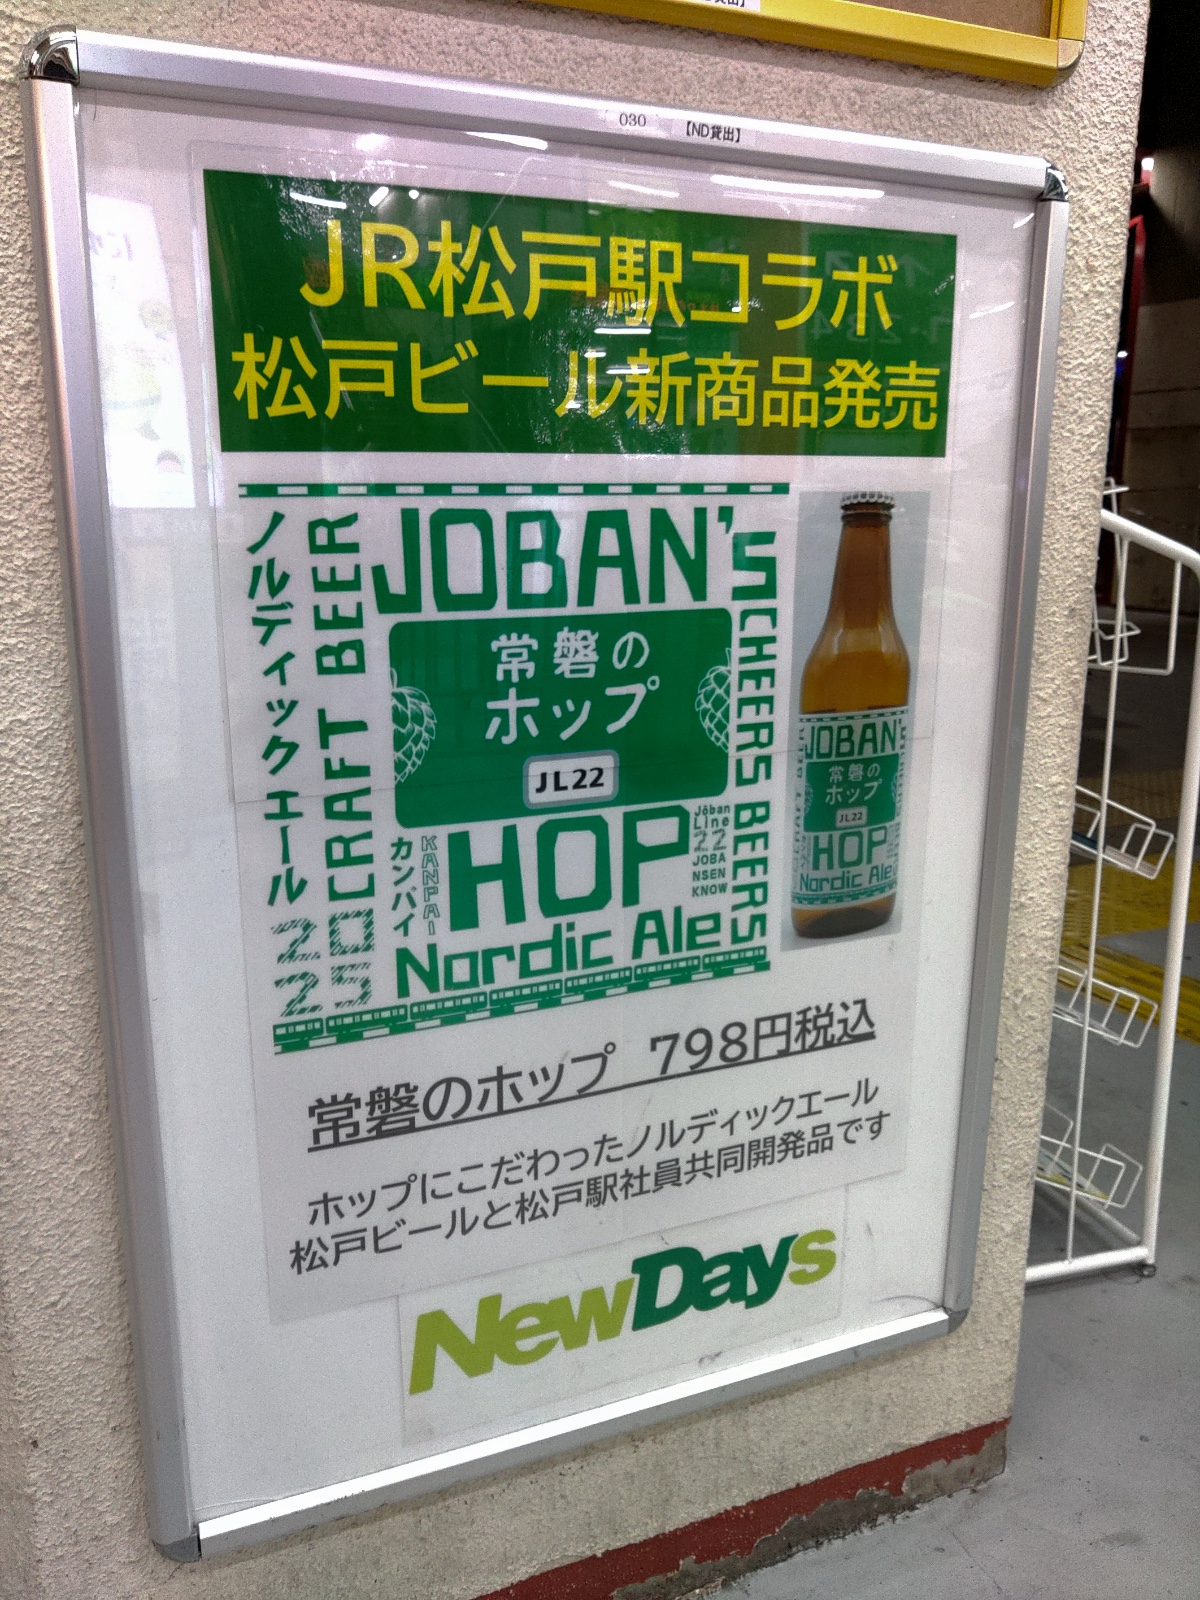 030 【ND貸出】
JR松戸駅コラボ
松戸ビール新商品発売
ノルディックエール
2225
CRAFT BEER
50
JOBAN's
CHEERS BEERS
常磐の
ホップ
JL22
カンパイ
KANPAI
HOP
Jōban
Line
22
JOBA
NSEN
KNOW
Nordic Ale
JOBAN'
常磐の
ホップ
JL22
HOP
Nordic Ale
常磐のホップ 798円税込
ホップにこだわったノルディックエール
松戸ビールと松戸駅社員共同開発品です
NewDays